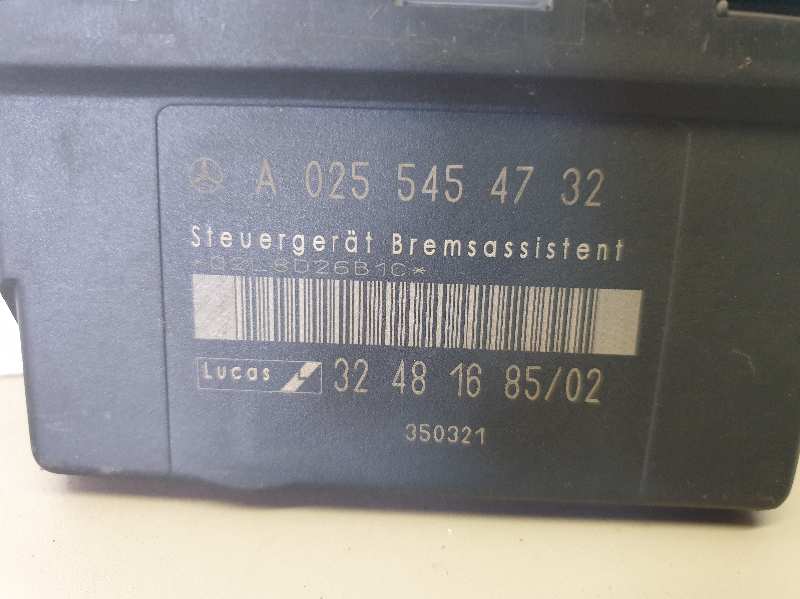 A 025 545 47 32
Steuergerät Bremsassistent
Lucas 32 48 16 85/02
350321